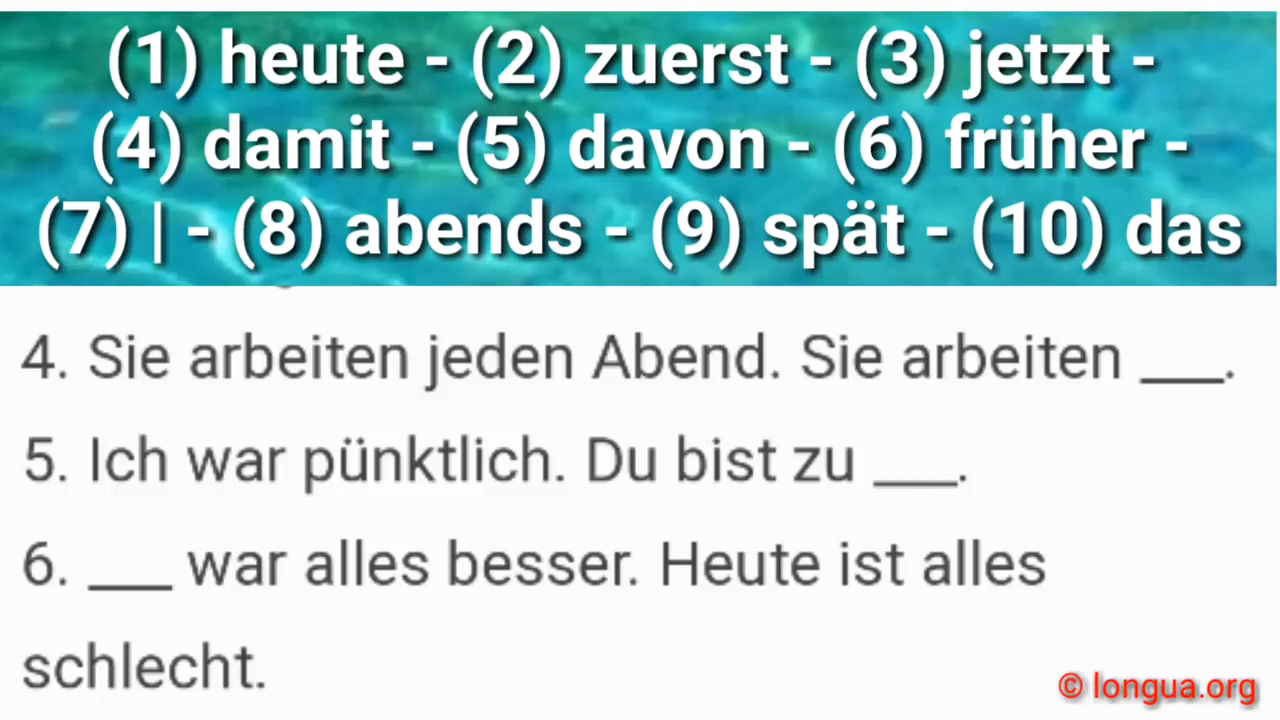 (1) heute - (2) zuerst - (3) jetzt -
(4) damit - (5) davon - (6) früher -
(7) | - (8) abends - (9) spät - (10) das
4. Sie arbeiten jeden Abend. Sie arbeiten ___.
5. Ich war pünktlich. Du bist zu ___.
6. ___ war alles besser. Heute ist alles
schlecht.
© longua.org